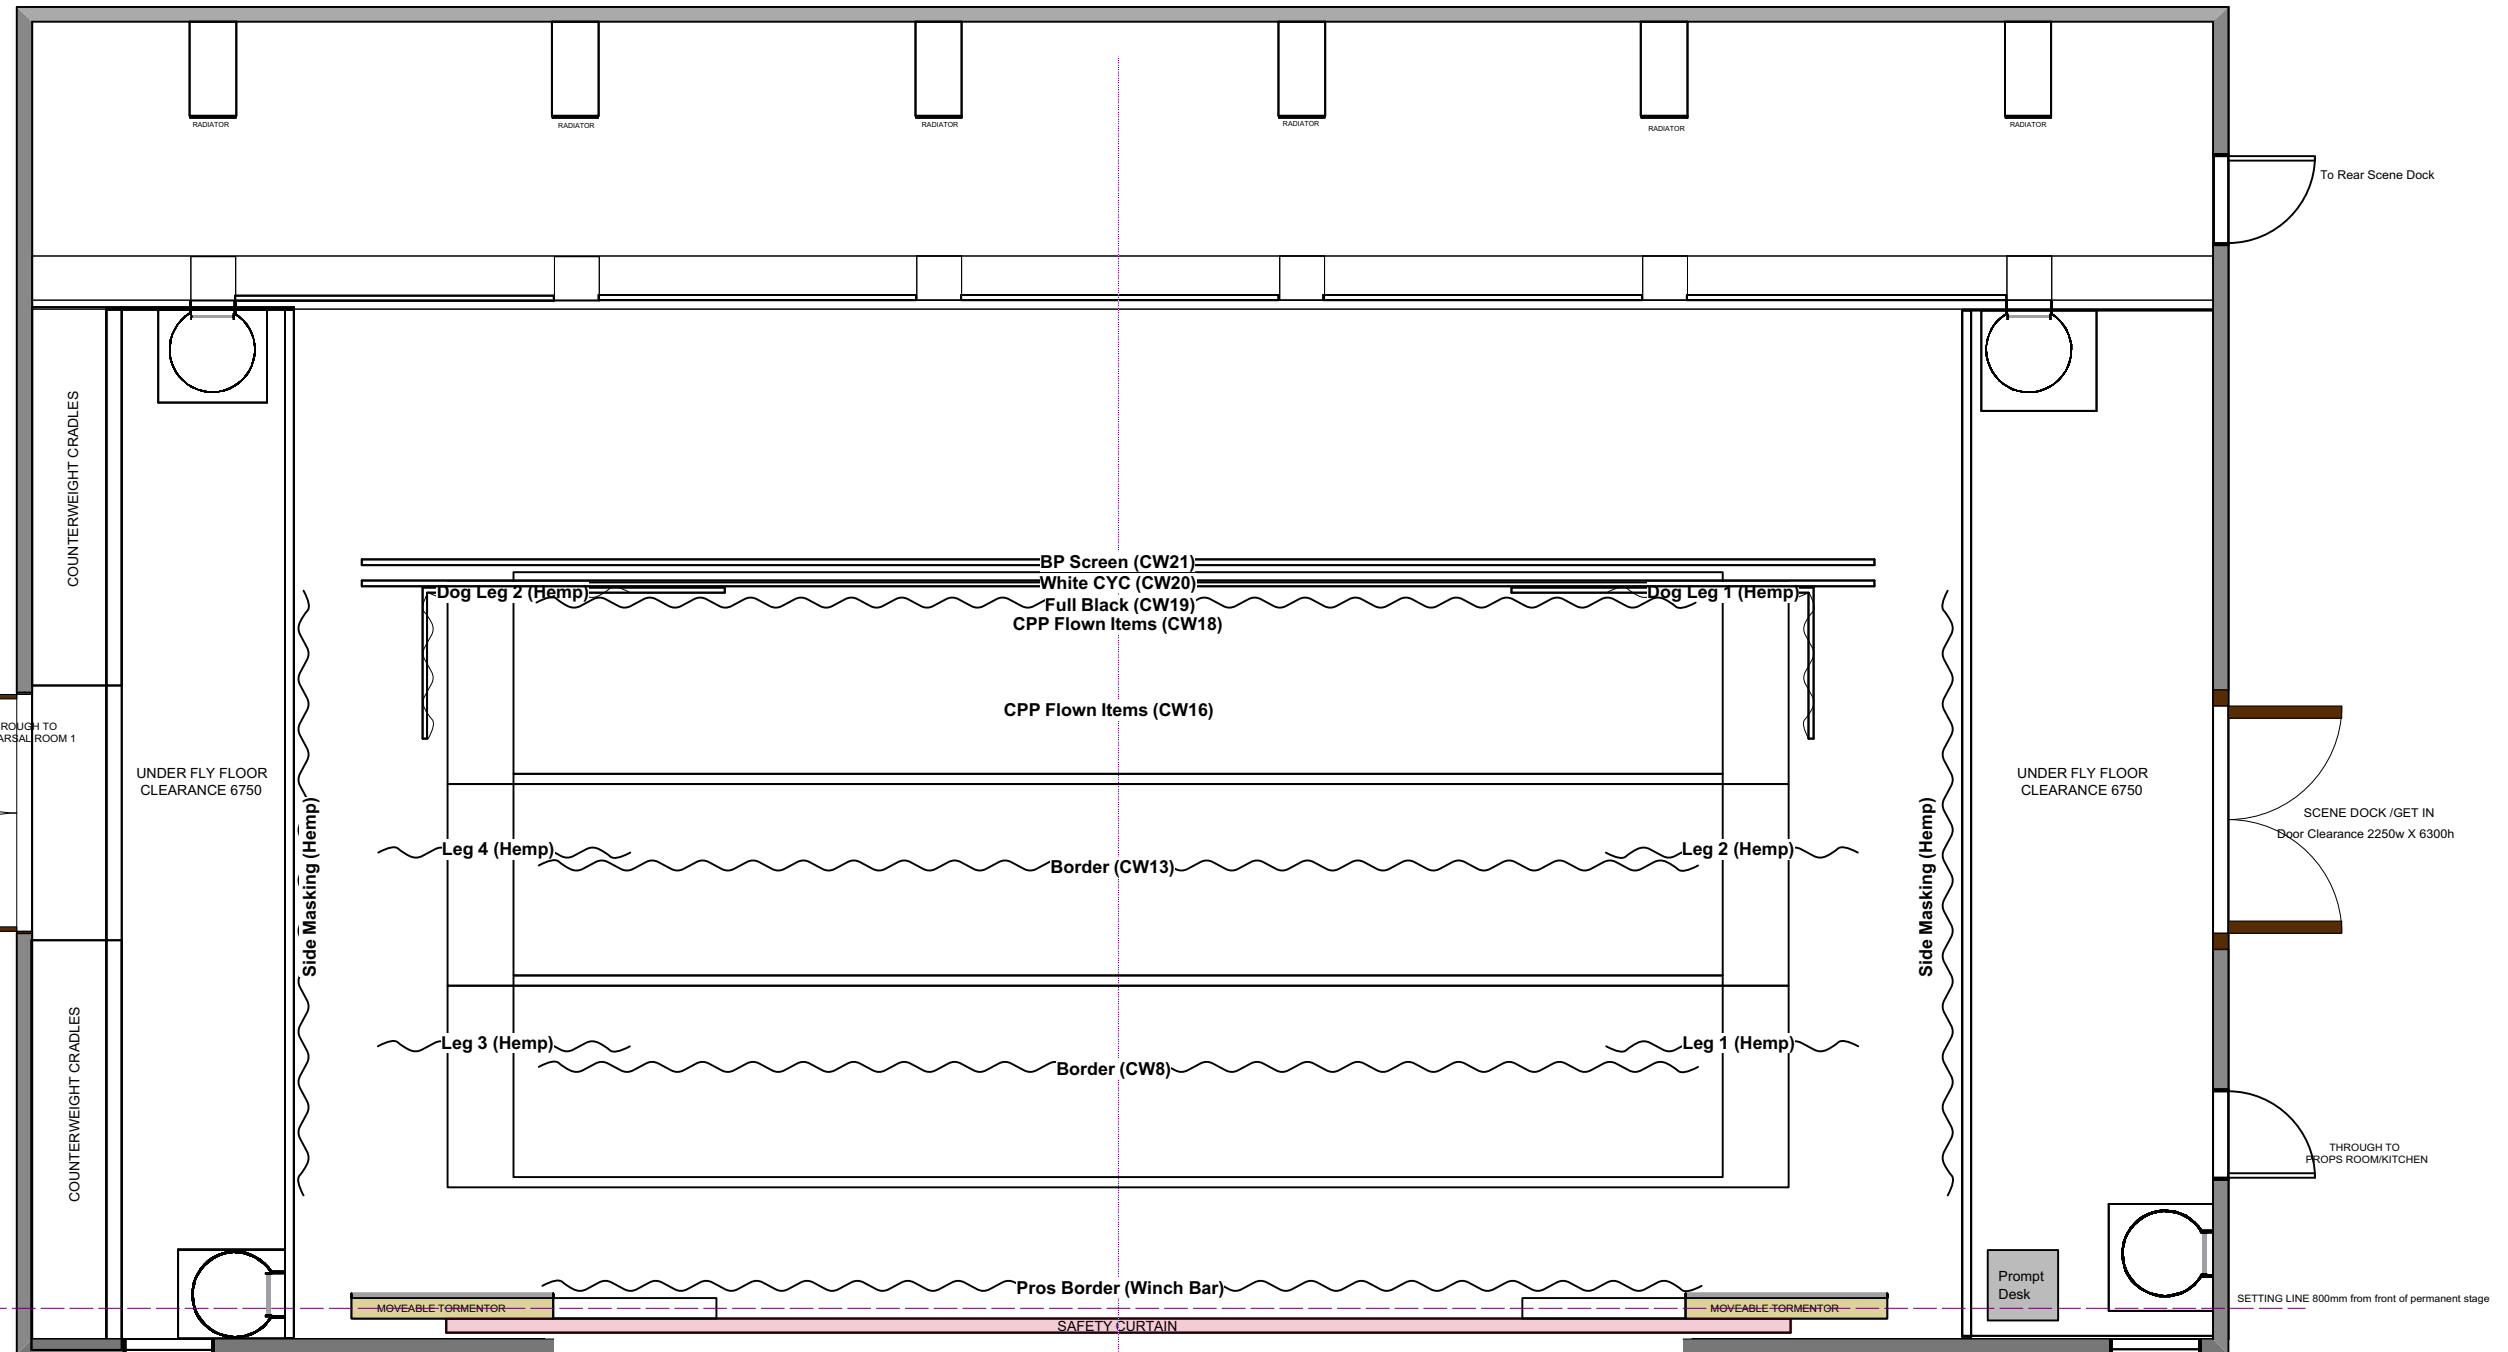 RADIATOR
RADIATOR
RADIATOR
RADIATOR
RADIATOR
RADIATOR
To Rear Scene Dock
COUNTERWEIGHT CRADLES
BP Screen (CW21)
White CYC (CW20)
Dog Leg 2 (Hemp)
Dog Leg 1 (Hemp)
Full Black (CW19)
CPP Flown Items (CW18)
CPP Flown Items (CW16)
ROUGH TO
ARSAL ROOM 1
UNDER FLY FLOOR
CLEARANCE 6750
UNDER FLY FLOOR
CLEARANCE 6750
SCENE DOCK /GET IN
Door Clearance 2250w X 6300h
Side Masking (Hemp)
Side Masking (Hemp)
Leg 4 (Hemp)
Leg 2 (Hemp)
Border (CW13)
Leg 3 (Hemp)
Leg 1 (Hemp)
Border (CW8)
COUNTERWEIGHT CRADLES
THROUGH TO
PROPS ROOM/KITCHEN
Pros Border (Winch Bar)
Prompt
Desk
SETTING LINE 800mm from front of permanent stage
MOVEABLE TORMENTOR
MOVEABLE TORMENTOR
SAFETY CURTAIN